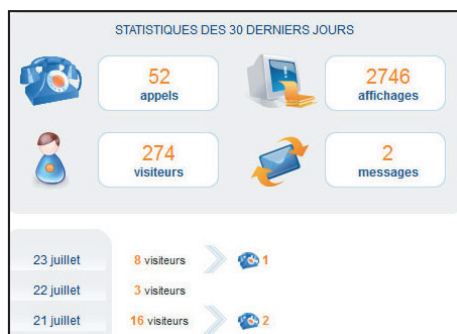 STATISTIQUES DES 30 DERNIERS JOURS
52
appels
2746
affichages
274
visiteurs
2
messages
23 juillet 8 visiteurs 1
22 juillet 3 visiteurs
21 juillet 16 visiteurs 2